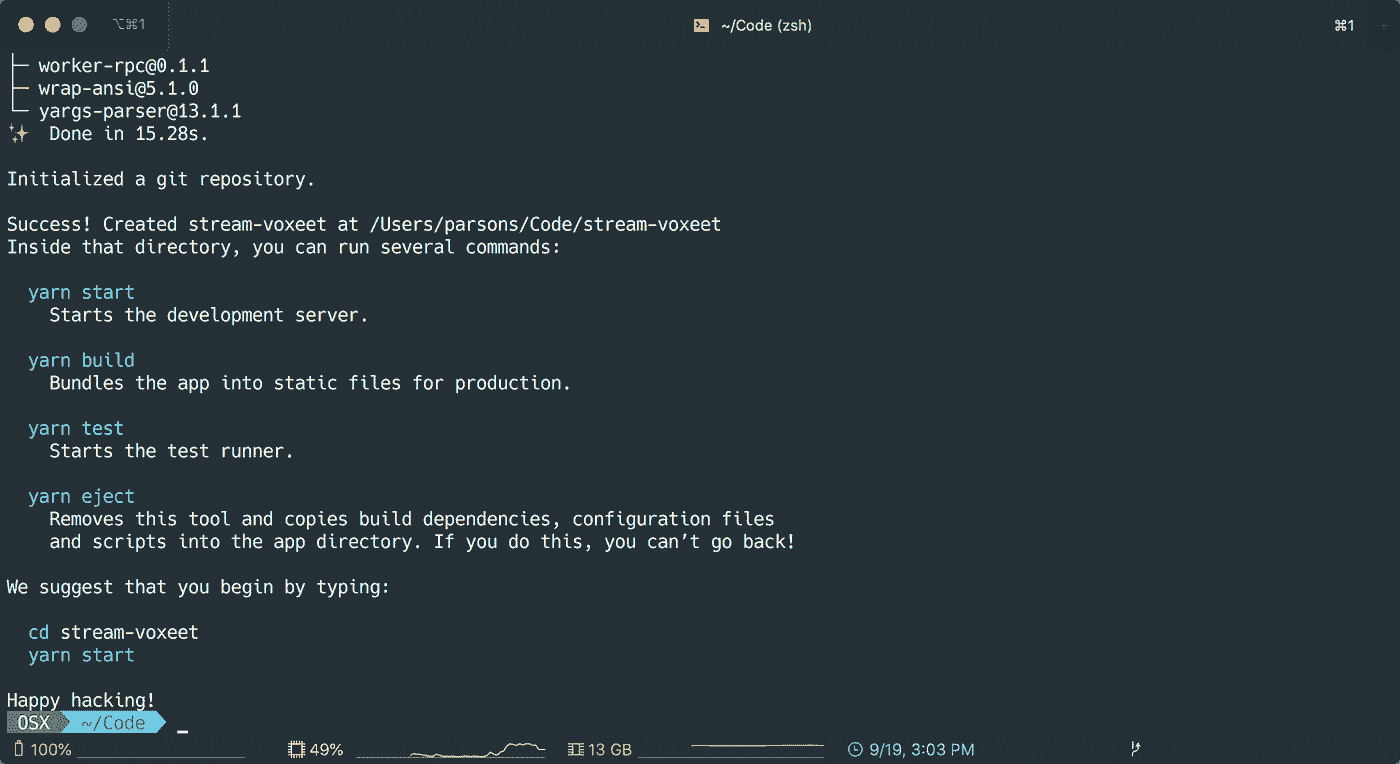 ⌥⌘1
~/Code (zsh)
⌘1
├─ worker-rpc@0.1.1
├─ wrap-ansi@5.1.0
└─ yargs-parser@13.1.1
✨ Done in 15.28s.
Initialized a git repository.
Success! Created stream-voxeet at /Users/parsons/Code/stream-voxeet
Inside that directory, you can run several commands:
yarn start
Starts the development server.
yarn build
Bundles the app into static files for production.
yarn test
Starts the test runner.
yarn eject
Removes this tool and copies build dependencies, configuration files
and scripts into the app directory. If you do this, you can’t go back!
We suggest that you begin by typing:
cd stream-voxeet
yarn start
Happy hacking!
OSX ~/Code _
100% 49% 13 GB 9/19, 3:03 PM